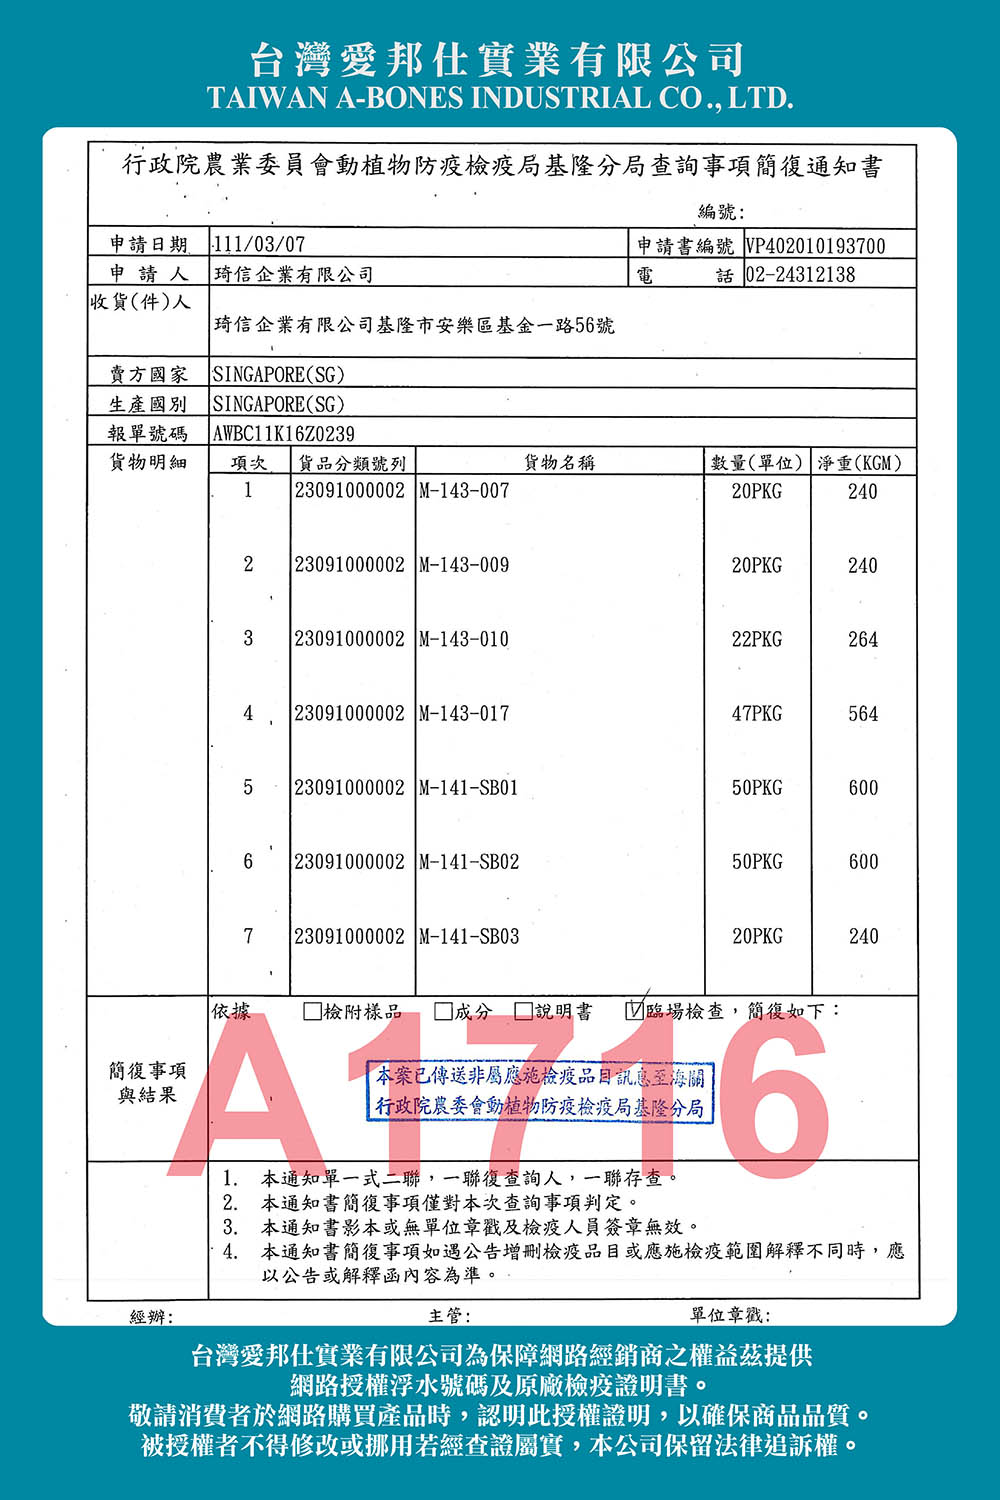 台灣愛邦仕實業有限公司
TAIWAN A-BONES INDUSTRIAL CO., LTD.
行政院農業委員會動植物防疫檢疫局基隆分局查詢事項簡復通知書
編號:
申請日期 111/03/07 申請書編號 VP402010193700
申請人 琦信企業有限公司 電話 02-24312138
收貨(件)人
琦信企業有限公司基隆市安樂區基金一路56號
賣方國家 SINGAPORE(SG)
生產國別 SINGAPORE(SG)
報單號碼 AWBC11K16Z0239
貨物明細 項次 貨品分類號列 貨物名稱 數量(單位) 淨重(KGM)
1 23091000002 M-143-007 20PKG 240
2 23091000002 M-143-009 20PKG 240
3 23091000002 M-143-010 22PKG 264
4 23091000002 M-143-017 47PKG 564
5 23091000002 M-141-SB01 50PKG 600
6 23091000002 M-141-SB02 50PKG 600
7 23091000002 M-141-SB03 20PKG 240
依據 □檢附樣品 □成分 □說明書 ☑臨場檢查，簡復如下：
A1716
簡復事項
與結果
本案已傳送非屬應施檢疫品目訊息至海關
行政院農委會動植物防疫檢疫局基隆分局
1. 本通知單一式二聯，一聯復查詢人，一聯存查。
2. 本通知書簡復事項僅對本次查詢事項判定。
3. 本通知書影本或無單位章戳及檢疫人員簽章無效。
4. 本通知書簡復事項如遇公告增刪檢疫品目或應施檢疫範圍解釋不同時，應
以公告或解釋函內容為準。
經辦: 主管: 單位章戳:
台灣愛邦仕實業有限公司為保障網路經銷商之權益茲提供
網路授權浮水號碼及原廠檢疫證明書。
敬請消費者於網路購買產品時，認明此授權證明，以確保商品品質。
被授權者不得修改或挪用若經查證屬實，本公司保留法律追訴權。